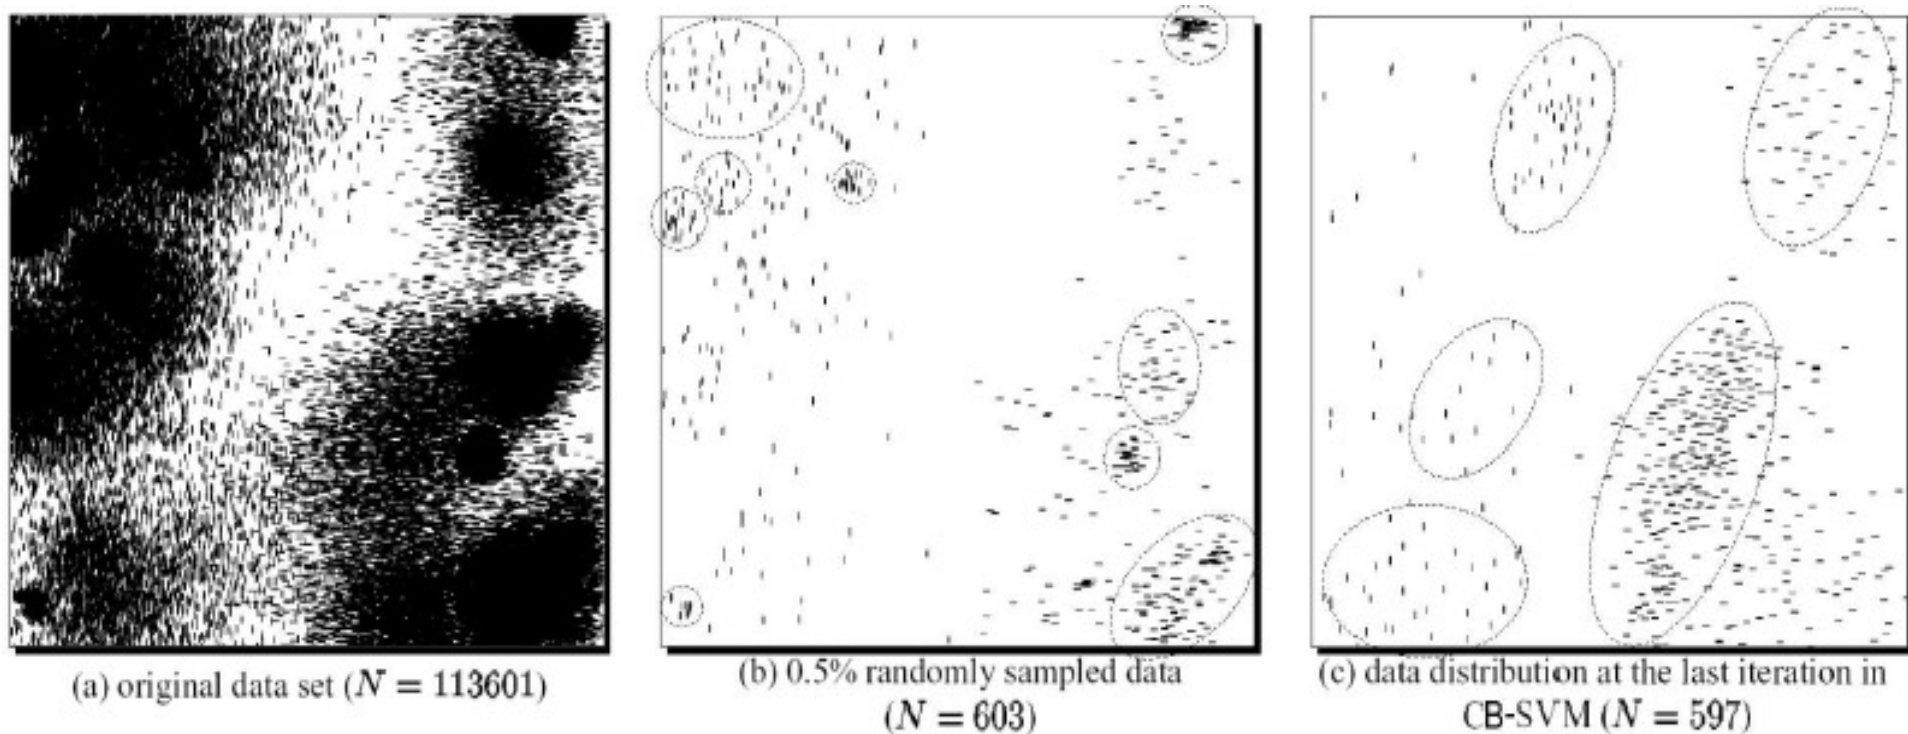 (a) original data set (N = 113601)
(b) 0.5% randomly sampled data
(N = 603)
(c) data distribution at the last iteration in
CB-SVM (N = 597)